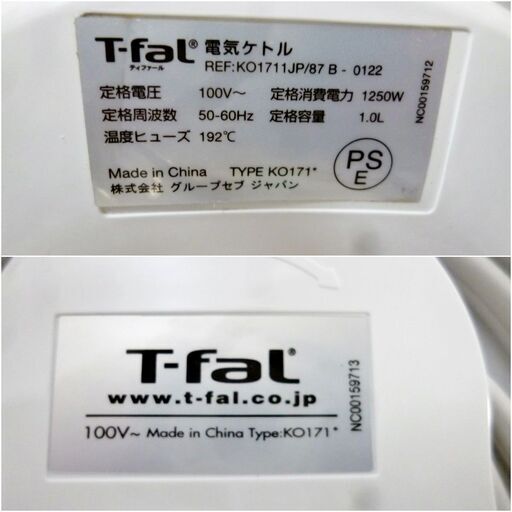 T-fal® 電気ケトル
ティファール
REF:KO1711JP/87 B - 0122
定格電圧 100V~ 定格消費電力 1250W
定格周波数 50-60Hz 定格容量 1.0L
温度ヒューズ 192℃
Made in China TYPE KO171*
株式会社 グループセブ ジャパン
PS
E
NC00159712
T-fal®
www.t-fal.co.jp
100V~ Made in China Type:KO171*
NC00159713